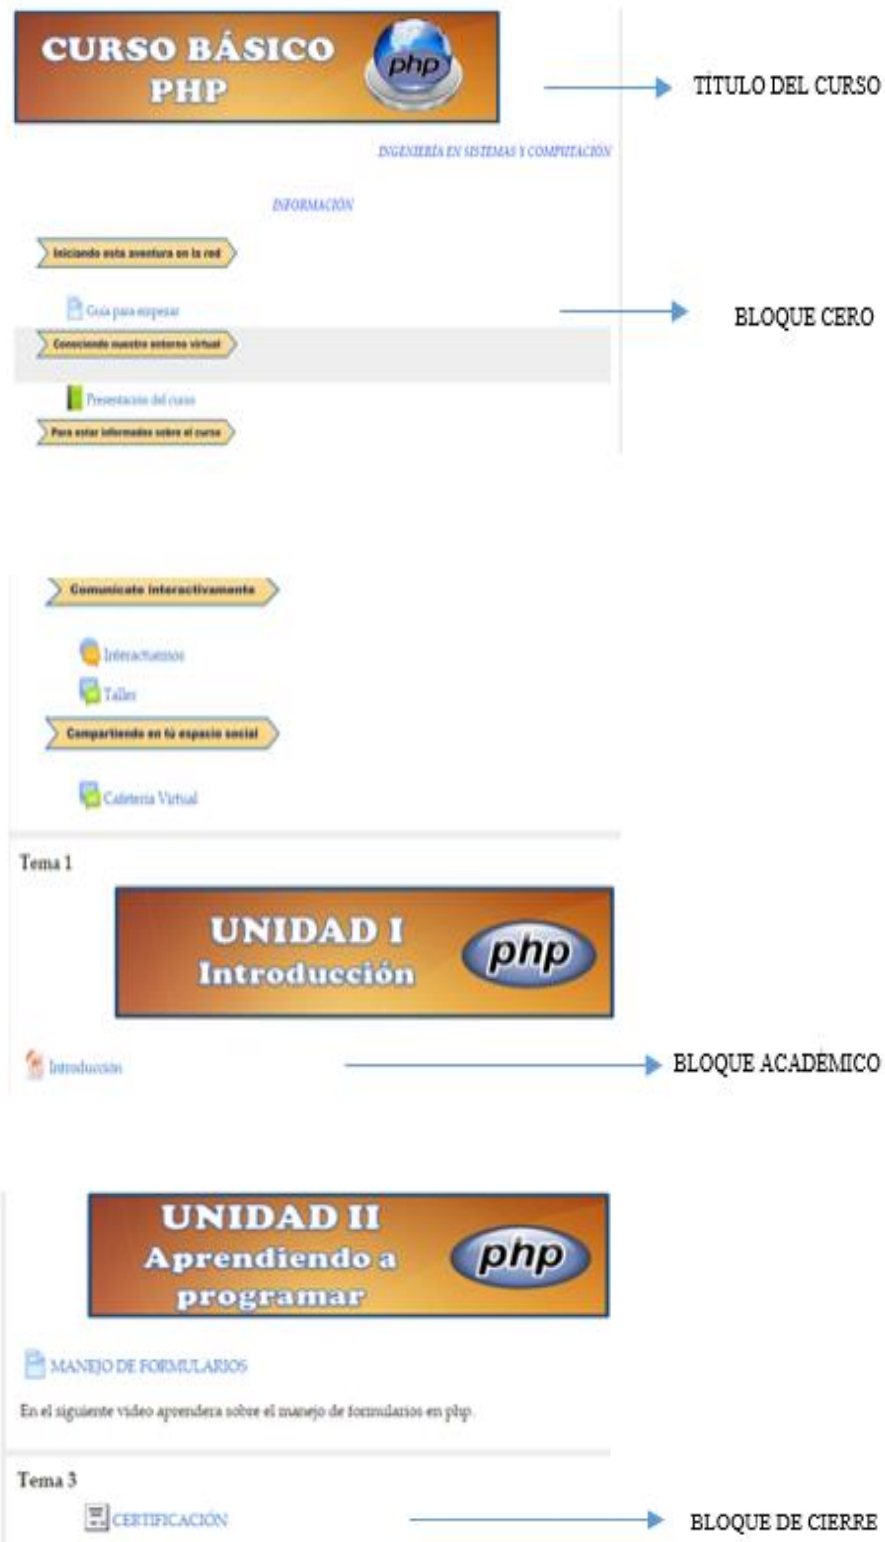 CURSO BÁSICO
PHP
php
TÍTULO DEL CURSO
INGENIERÍA EN SISTEMAS Y COMPUTACIÓN
INFORMACIÓN
Iniciando esta aventura en la red
Guía para empezar
BLOQUE CERO
Conociendo nuestro entorno virtual
Presentación del curso
Para estar informados sobre el curso
Comunícate interactivamente
Interactuemos
Taller
Compartiendo en tú espacio social
Cafetería Virtual
Tema 1
UNIDAD I
Introducción
php
Introducción
BLOQUE ACADÉMICO
UNIDAD II
Aprendiendo a
programar
php
MANEJO DE FORMULARIOS
En el siguiente video aprendera sobre el manejo de formularios en php.
Tema 3
CERTIFICACIÓN
BLOQUE DE CIERRE